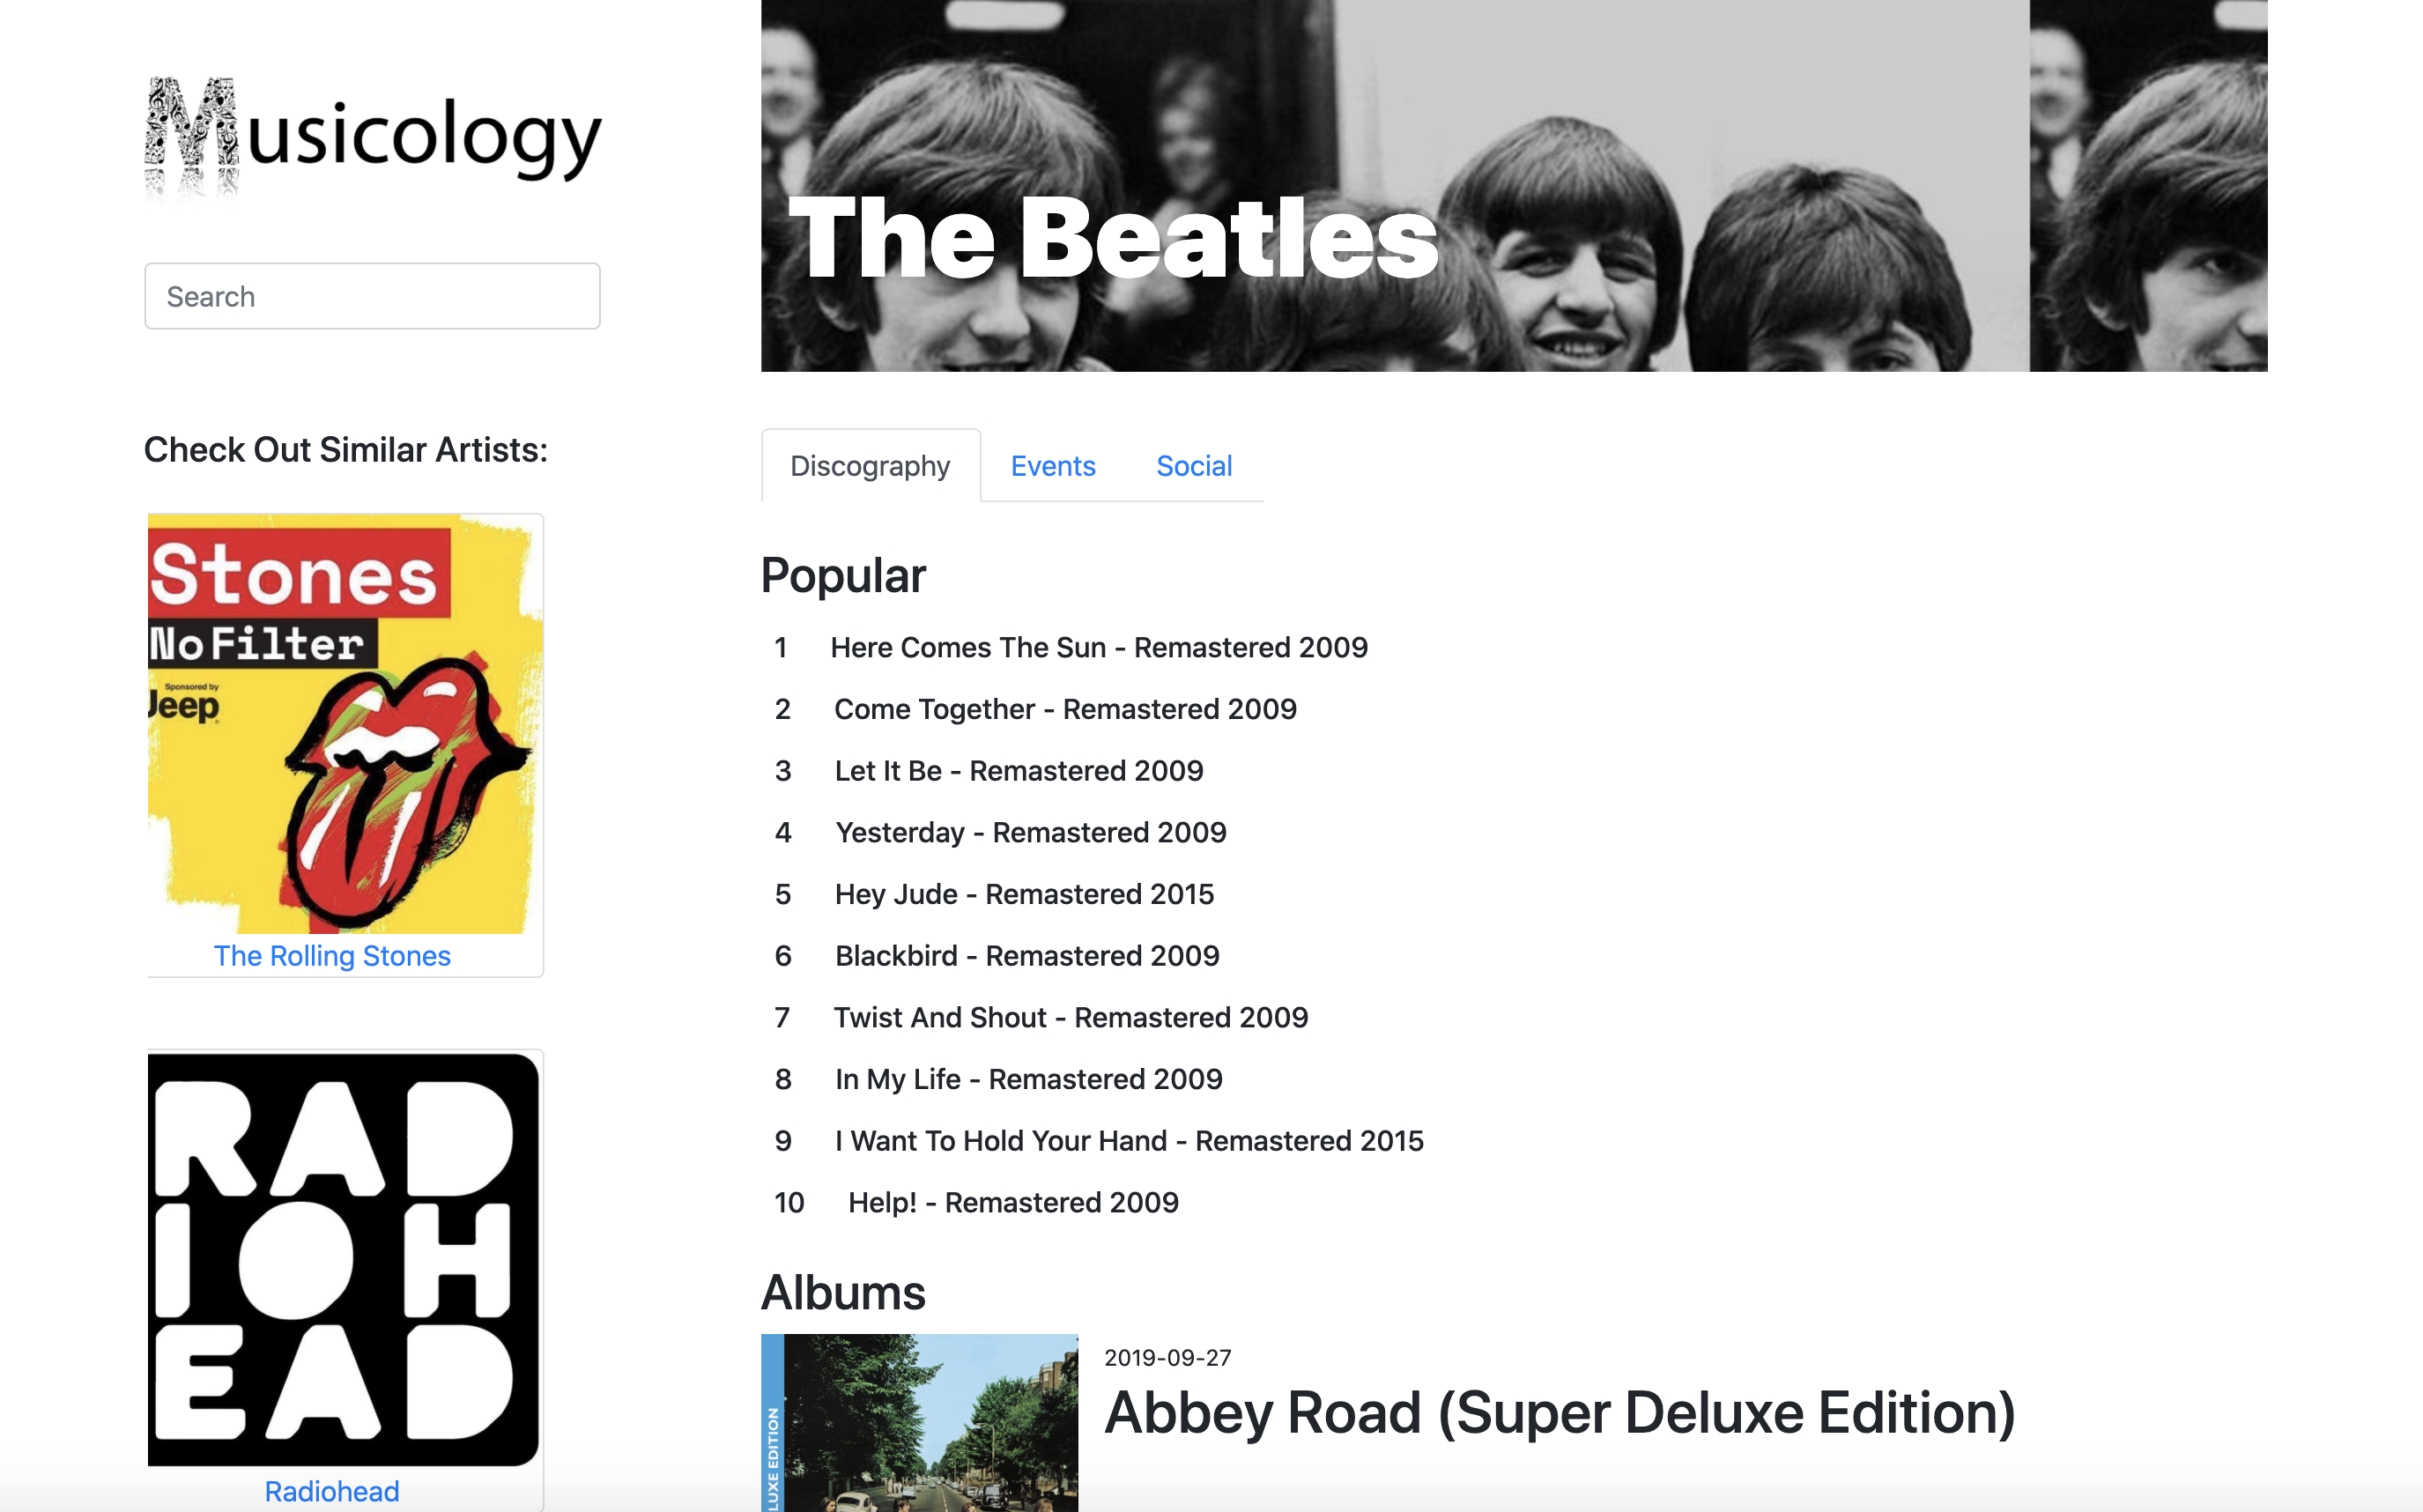 Musicology
Search
Check Out Similar Artists:
Stones
No Filter
Sponsored by
Jeep
The Rolling Stones
RAD
IOH
EAD
Radiohead
The Beatles
Discography
Events
Social
Popular
1 Here Comes The Sun - Remastered 2009
2 Come Together - Remastered 2009
3 Let It Be - Remastered 2009
4 Yesterday - Remastered 2009
5 Hey Jude - Remastered 2015
6 Blackbird - Remastered 2009
7 Twist And Shout - Remastered 2009
8 In My Life - Remastered 2009
9 I Want To Hold Your Hand - Remastered 2015
10 Help! - Remastered 2009
Albums
LUXE EDITION
2019-09-27
Abbey Road (Super Deluxe Edition)